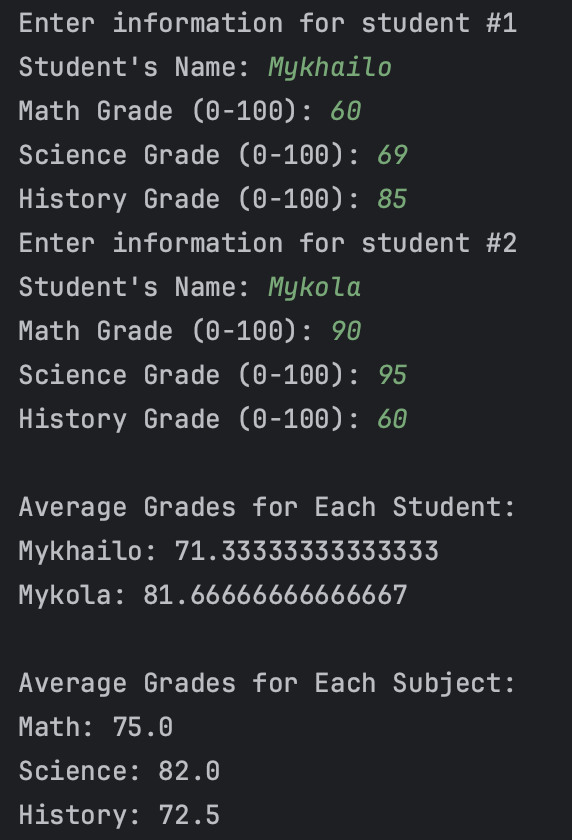 Enter information for student #1
Student's Name: Mykhailo
Math Grade (0-100): 60
Science Grade (0-100): 69
History Grade (0-100): 85
Enter information for student #2
Student's Name: Mykola
Math Grade (0-100): 90
Science Grade (0-100): 95
History Grade (0-100): 60
Average Grades for Each Student:
Mykhailo: 71.33333333333333
Mykola: 81.66666666666667
Average Grades for Each Subject:
Math: 75.0
Science: 82.0
History: 72.5